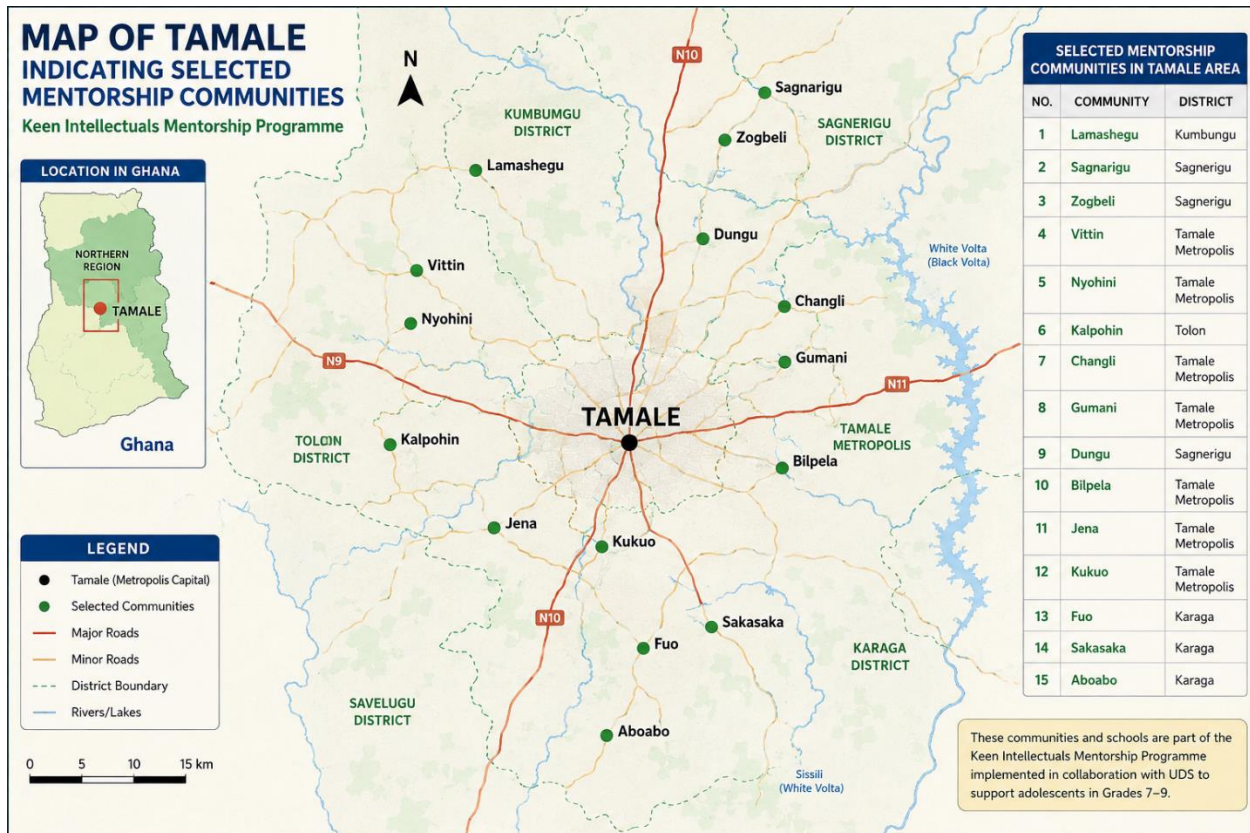 MAP OF TAMALE
INDICATING SELECTED
MENTORSHIP COMMUNITIES
Keen Intellectuals Mentorship Programme
LOCATION IN GHANA
NORTHERN
REGION
TAMALE
Ghana
LEGEND
Tamale (Metropolis Capital)
Selected Communities
Major Roads
Minor Roads
District Boundary
Rivers/Lakes
0 5 10 15 km
N
N10
Sagnarigu
KUMBUMGU
DISTRICT
SAGNERIGU
DISTRICT
Zogbeli
Lamashegu
Dungu
White Volta
(Black Volta)
Vittin
Changli
Nyohini
Gumani
N9
N11
TAMALE
TAMALE
METROPOLIS
Kalpohin
DISTRICT
Bilpela
Jena
Kukuo
N10
Sakasaka
Fuo
KARAGA
DISTRICT
SAVELUGU
DISTRICT
Aboabo
Sissili
(White Volta)
SELECTED MENTORSHIP
COMMUNITIES IN TAMALE AREA
NO. COMMUNITY DISTRICT
1 Lamashegu Kumbungu
2 Sagnarigu Sagnerigu
3 Zogbeli Sagnerigu
4 Vittin Tamale
Metropolis
5 Nyohini Tamale
Metropolis
6 Kalpohin Tolon
7 Changli Tamale
Metropolis
8 Gumani Tamale
Metropolis
9 Dungu Sagnerigu
10 Bilpela Tamale
Metropolis
11 Jena Tamale
Metropolis
12 Kukuo Tamale
Metropolis
13 Fuo Karaga
14 Sakasaka Karaga
15 Aboabo Karaga
These communities and schools are part of the
Keen Intellectuals Mentorship Programme
implemented in collaboration with UDS to
support adolescents in Grades 7–9.